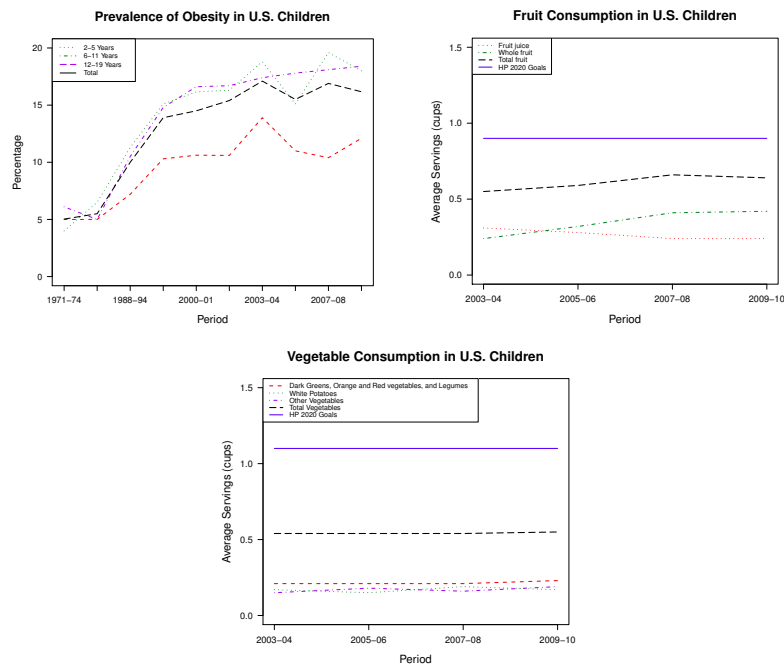 Prevalence of Obesity in U.S. Children
2−5 Years
6−11 Years
12−19 Years
Total
Percentage
20
15
10
5
0
1971−74
1988−94
2000−01
2003−04
2007−08
Period
Fruit Consumption in U.S. Children
Fruit juice
Whole fruit
Total fruit
HP 2020 Goals
Average Servings (cups)
1.5
1.0
0.5
0.0
2003−04
2005−06
2007−08
2009−10
Period
Vegetable Consumption in U.S. Children
Dark Greens, Orange and Red vegetables, and Legumes
White Potatoes
Other Vegetables
Total Vegetables
HP 2020 Goals
Average Servings (cups)
1.5
1.0
0.5
0.0
2003−04
2005−06
2007−08
2009−10
Period